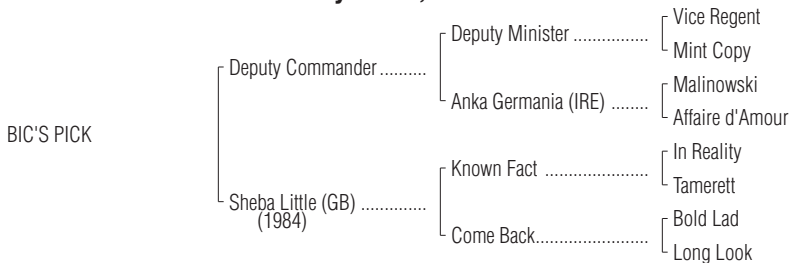 Vice Regent
Deputy Minister ................
Mint Copy
Deputy Commander ..........
Malinowski
Anka Germania (IRE) ........
Affaire d'Amour
BIC'S PICK
In Reality
Known Fact ......................
Tamerett
Sheba Little (GB) ..............
(1984)
Bold Lad
Come Back........................
Long Look